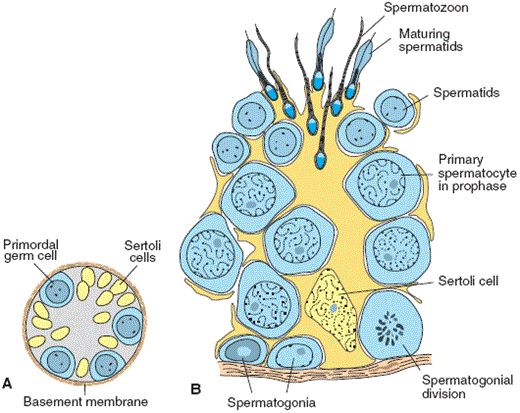 Spermatozoon
Maturing
spermatids
Spermatids
Primary
spermatocyte
in prophase
Primordal
germ cell
Sertoli
cells
Sertoli cell
A
Basement membrane
B
Spermatogonia
Spermatogonial
division